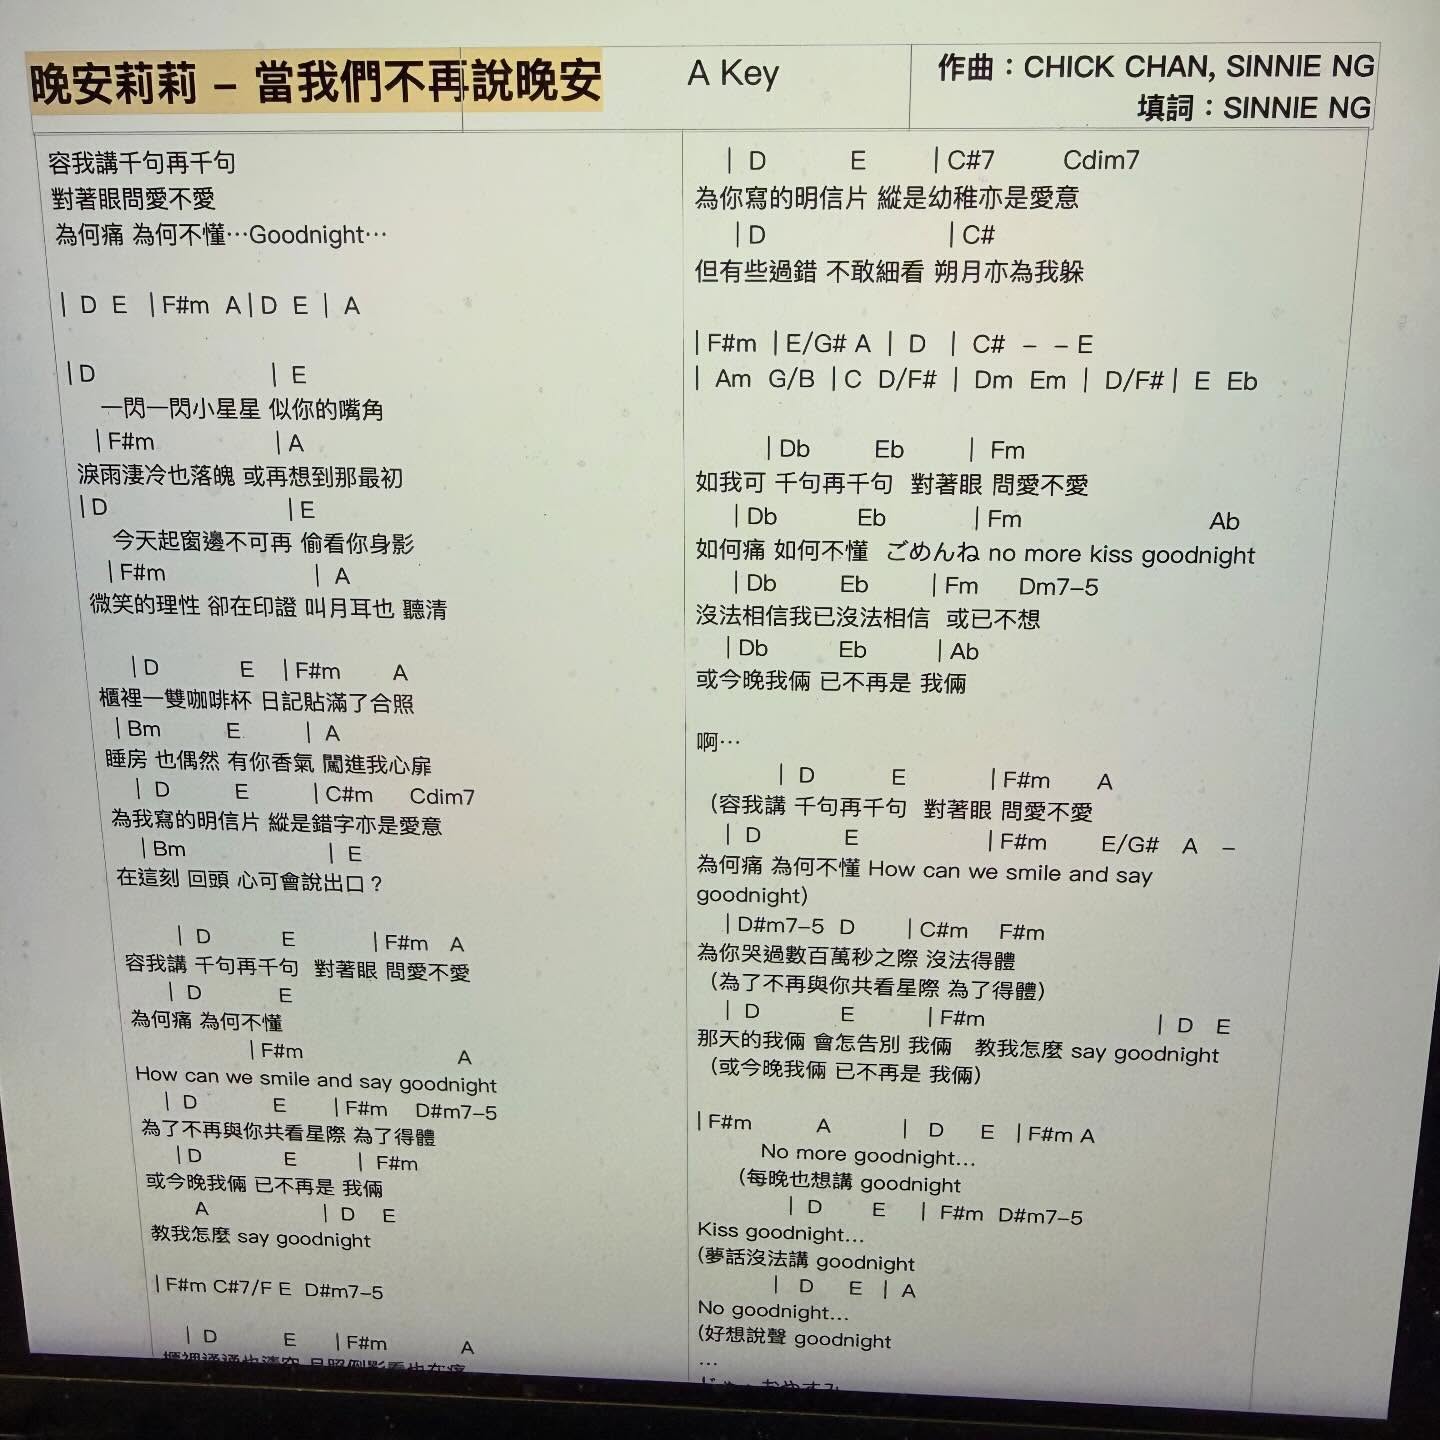 晚安莉莉 – 當我們不再說晚安
A Key
作曲：CHICK CHAN, SINNIE NG
填詞：SINNIE NG
容我講千句再千句
對著眼問愛不愛
為何痛 為何不懂…Goodnight…
| D E | F#m A | D E | A
| D | E
一閃一閃小星星 似你的嘴角
| F#m | A
淚雨淒冷也落魄 或再想到那最初
| D | E
今天起窗邊不可再 偷看你身影
| F#m | A
微笑的理性 卻在印證 叫月耳也 聽清
| D E | F#m A
櫃裡一雙咖啡杯 日記貼滿了合照
| Bm E | A
睡房 也偶然 有你香氣 闖進我心扉
| D E | C#m Cdim7
為我寫的明信片 縱是錯字亦是愛意
| Bm | E
在這刻 回頭 心可會說出口？
| D E | F#m A
容我講 千句再千句 對著眼 問愛不愛
| D E
為何痛 為何不懂
| F#m A
How can we smile and say goodnight
| D E | F#m D#m7-5
為了不再與你共看星際 為了得體
| D E | F#m
或今晚我倆 已不再是 我倆
A | D E
教我怎麼 say goodnight
| F#m C#7/F E D#m7-5
| D E | F#m A
| D E | C#7 Cdim7
為你寫的明信片 縱是幼稚亦是愛意
| D | C#
但有些過錯 不敢細看 朔月亦為我躲
| F#m | E/G# A | D | C# – – E
| Am G/B | C D/F# | Dm Em | D/F# | E Eb
| Db Eb | Fm
如我可 千句再千句 對著眼 問愛不愛
| Db Eb | Fm Ab
如何痛 如何不懂 ごめんね no more kiss goodnight
| Db Eb | Fm Dm7-5
沒法相信我已沒法相信 或已不想
| Db Eb | Ab
或今晚我倆 已不再是 我倆
啊…
| D E | F#m A
（容我講 千句再千句 對著眼 問愛不愛
| D E | F#m E/G# A –
為何痛 為何不懂 How can we smile and say
goodnight）
| D#m7-5 D | C#m F#m
為你哭過數百萬秒之際 沒法得體
（為了不再與你共看星際 為了得體）
| D E | F#m | D E
那天的我倆 會怎告別 我倆 教我怎麼 say goodnight
（或今晚我倆 已不再是 我倆）
| F#m A | D E | F#m A
No more goodnight…
（每晚也想講 goodnight
| D E | F#m D#m7-5
Kiss goodnight…
（夢話沒法講 goodnight
| D E | A
No goodnight…
（好想說聲 goodnight
…